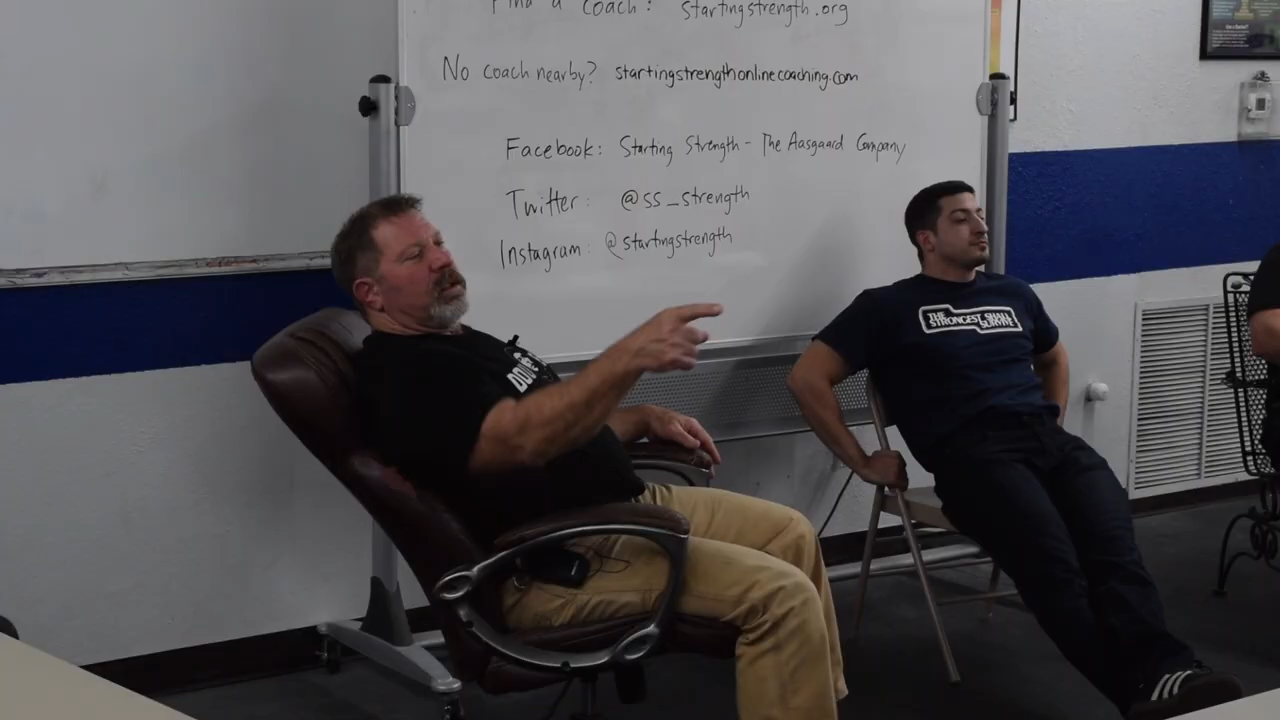 Find a Coach: startingstrength.org
No coach nearby? startingstrengthonlinecoaching.com
Facebook: Starting Strength - The Aasgaard Company
Twitter: @ss_strength
Instagram: @startingstrength
THE
STRONGEST SHALL
SURVIVE